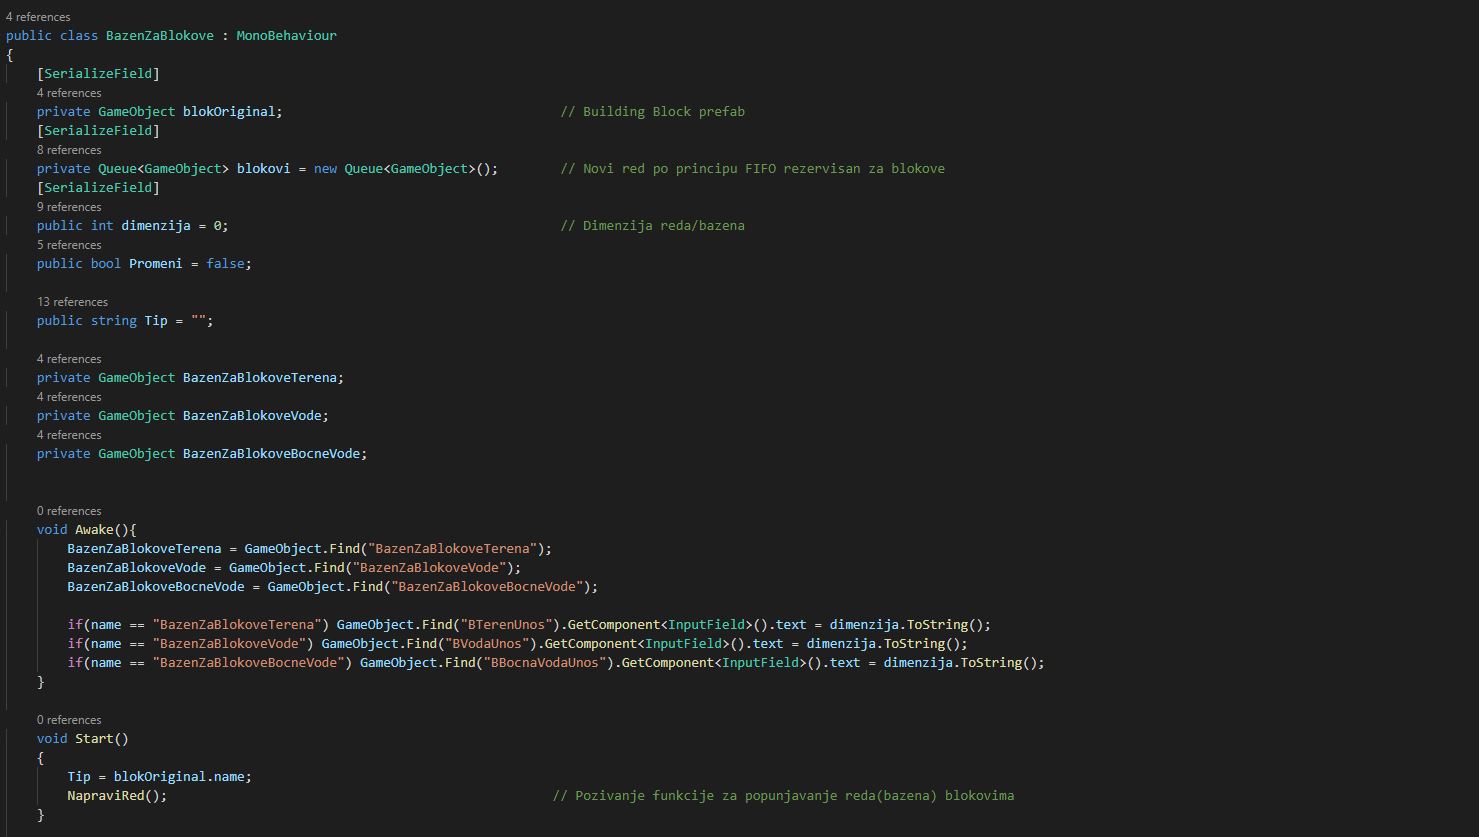 4 references
public class BazenZaBlokove : MonoBehaviour
{
[SerializeField]
4 references
private GameObject blokOriginal; // Building Block prefab
[SerializeField]
8 references
private Queue<GameObject> blokovi = new Queue<GameObject>(); // Novi red po principu FIFO rezervisan za blokove
[SerializeField]
9 references
public int dimenzija = 0; // Dimenzija reda/bazena
5 references
public bool Promeni = false;
13 references
public string Tip = "";
4 references
private GameObject BazenZaBlokoveTerena;
4 references
private GameObject BazenZaBlokoveVode;
4 references
private GameObject BazenZaBlokoveBocneVode;
0 references
void Awake(){
BazenZaBlokoveTerena = GameObject.Find("BazenZaBlokoveTerena");
BazenZaBlokoveVode = GameObject.Find("BazenZaBlokoveVode");
BazenZaBlokoveBocneVode = GameObject.Find("BazenZaBlokoveBocneVode");
if(name == "BazenZaBlokoveTerena") GameObject.Find("BTerenUnos").GetComponent<InputField>().text = dimenzija.ToString();
if(name == "BazenZaBlokoveVode") GameObject.Find("BVodaUnos").GetComponent<InputField>().text = dimenzija.ToString();
if(name == "BazenZaBlokoveBocneVode") GameObject.Find("BBocnaVodaUnos").GetComponent<InputField>().text = dimenzija.ToString();
}
0 references
void Start()
{
Tip = blokOriginal.name;
NapraviRed(); // Pozivanje funkcije za popunjavanje reda(bazena) blokovima
}